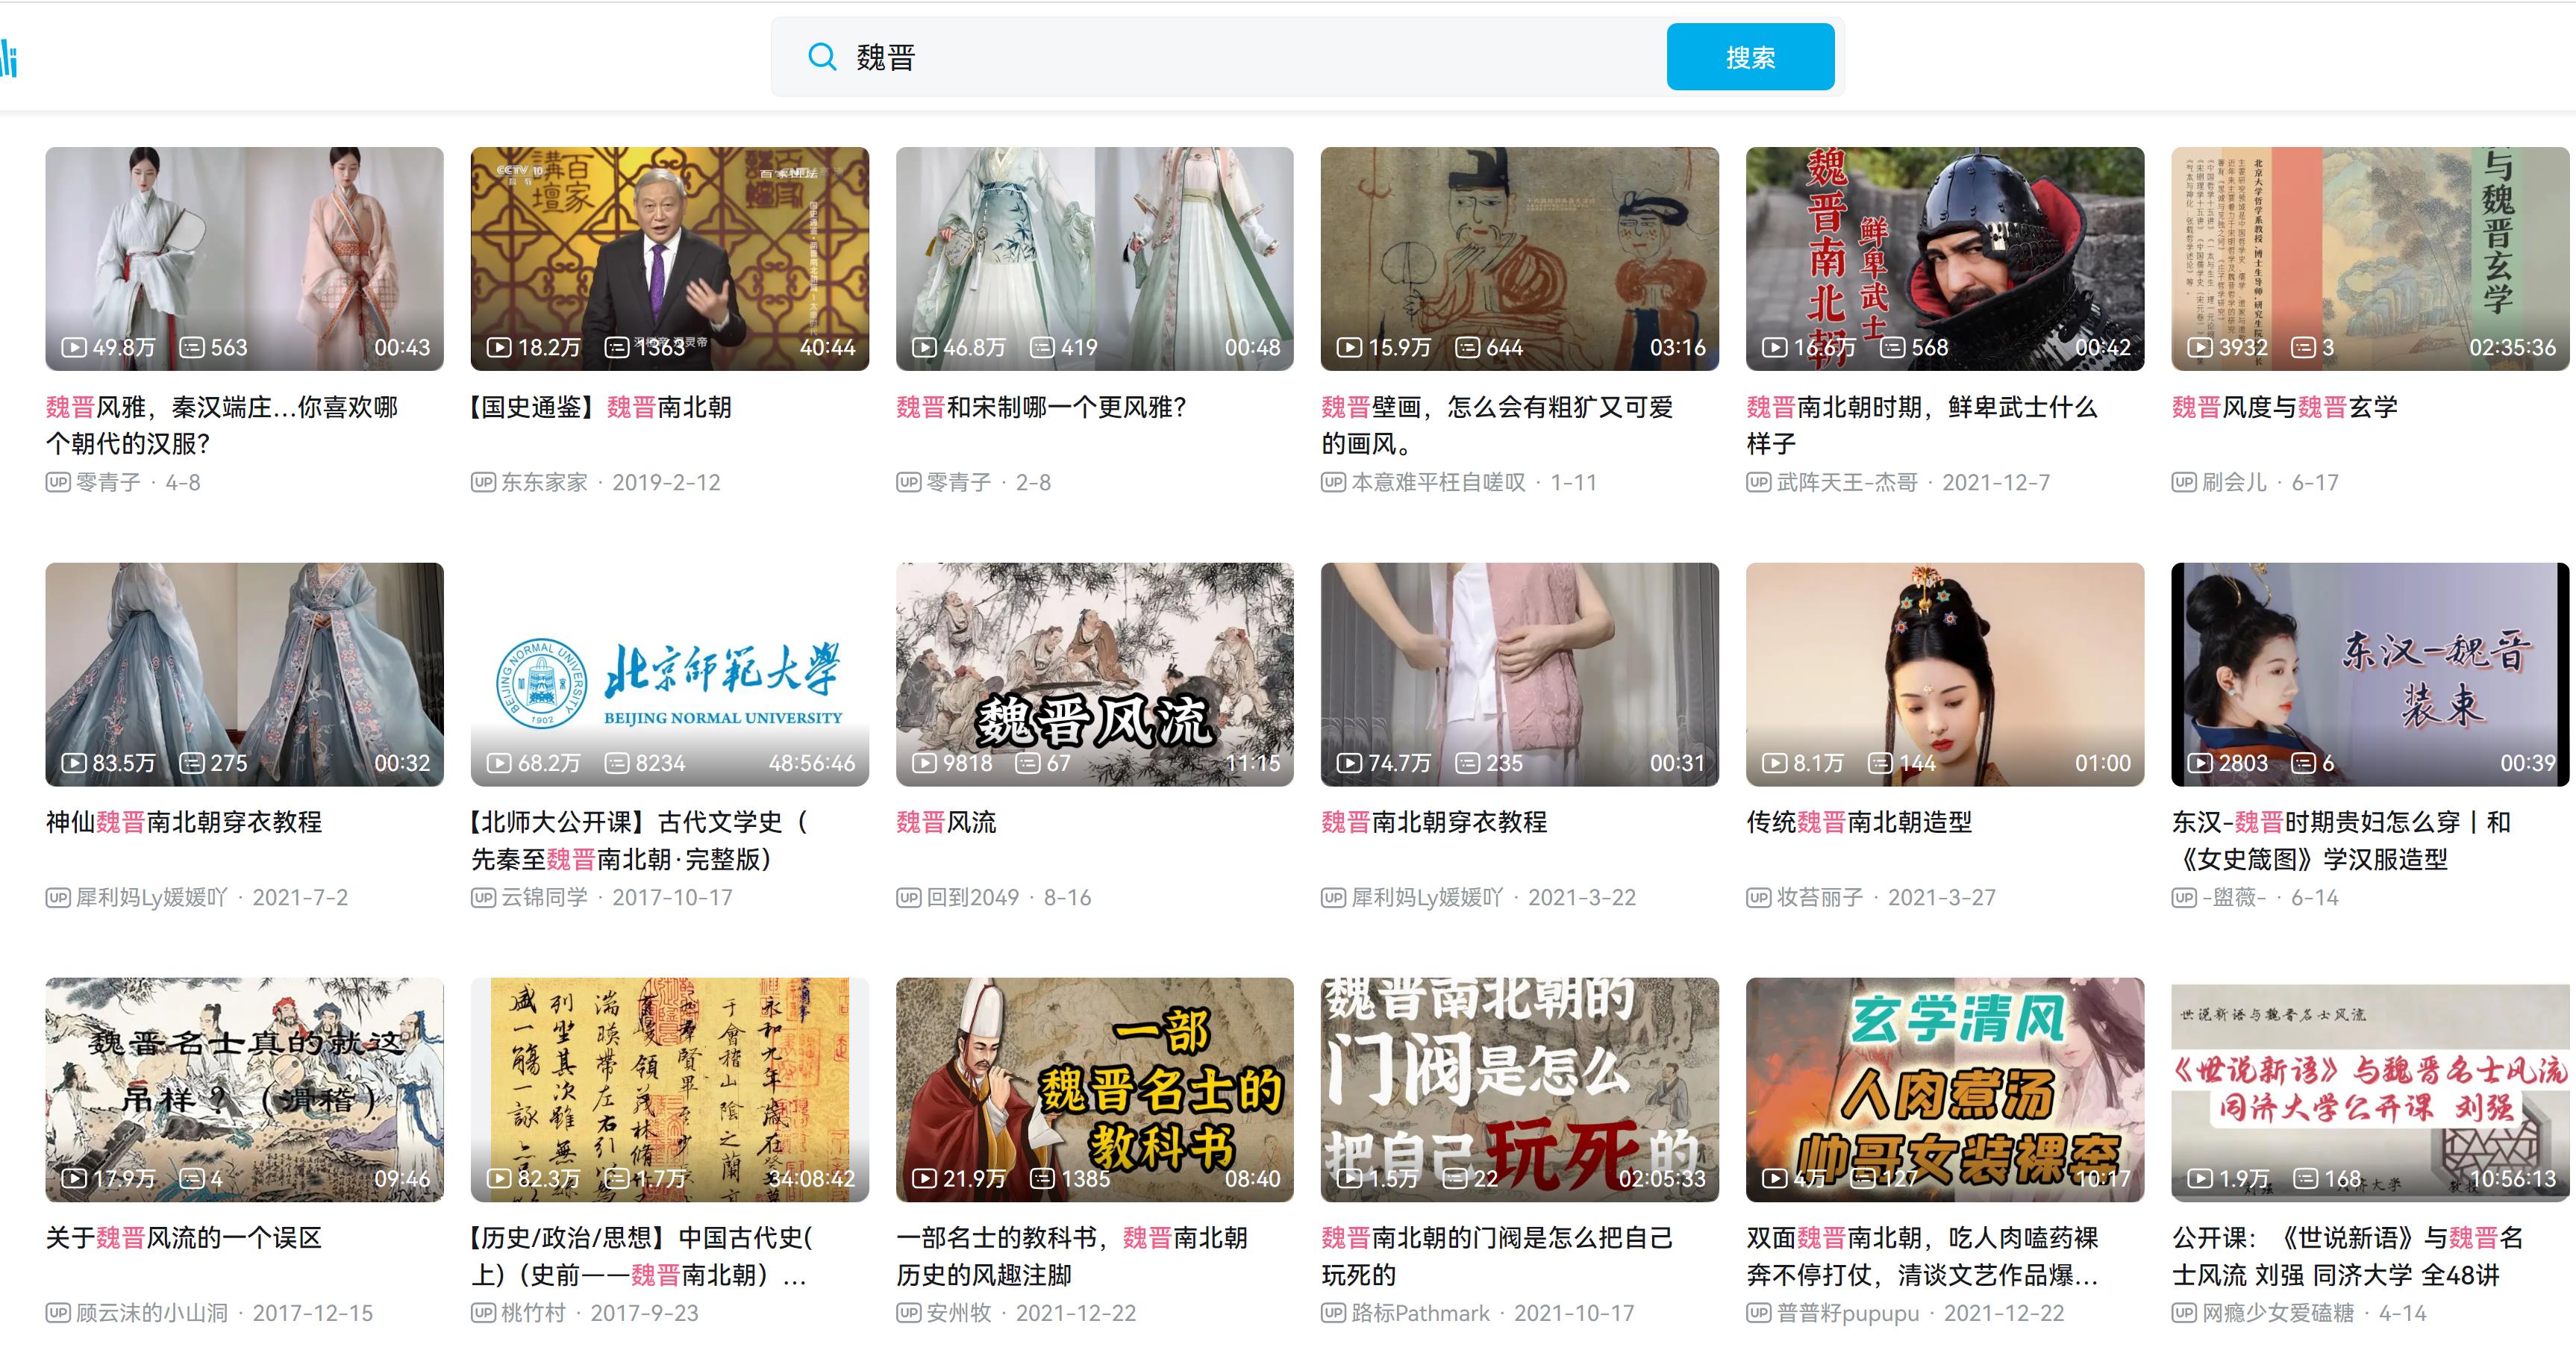 魏晋
搜索
講百
壇家
CCTV 10
魏晋南北朝
鲜卑武士
与魏晋玄学
49.8万 563 00:43
18.2万 1363 40:44
46.8万 419 00:48
15.9万 644 03:16
16.6万 568 00:42
3932 3 02:35:36
魏晋风雅，秦汉端庄...你喜欢哪
个朝代的汉服？
UP 零青子 · 4-8
【国史通鉴】魏晋南北朝
UP 东东家家 · 2019-2-12
魏晋和宋制哪一个更风雅？
UP 零青子 · 2-8
魏晋壁画，怎么会有粗犷又可爱
的画风。
UP 本意难平枉自嗟叹 · 1-11
魏晋南北朝时期，鲜卑武士什么
样子
UP 武阵天王-杰哥 · 2021-12-7
魏晋风度与魏晋玄学
UP 刷会儿 · 6-17
BEIJING NORMAL UNIVERSITY
1902
北京師範大學
BEIJING NORMAL UNIVERSITY
魏晋风流
东汉-魏晋
装束
83.5万 275 00:32
68.2万 8234 48:56:46
9818 67 11:15
74.7万 235 00:31
8.1万 144 01:00
2803 6 00:39
神仙魏晋南北朝穿衣教程
UP 犀利妈Ly媛媛吖 · 2021-7-2
【北师大公开课】古代文学史（
先秦至魏晋南北朝·完整版）
UP 云锦同学 · 2017-10-17
魏晋风流
UP 回到2049 · 8-16
魏晋南北朝穿衣教程
UP 犀利妈Ly媛媛吖 · 2021-3-22
传统魏晋南北朝造型
UP 妆苔丽子 · 2021-3-27
东汉-魏晋时期贵妇怎么穿丨和
《女史箴图》学汉服造型
UP -盥薇- · 6-14
魏晋名士真的就这
吊样？（滑稽）
一部
魏晋名士的
教科书
魏晋南北朝的
门阀是怎么
把自己玩死的
玄学清风
人肉煮汤
帅哥女装裸奔
世说新语与魏晋名士风流
《世说新语》与魏晋名士风流
同济大学公开课 刘强
17.9万 4 09:46
82.3万 1.7万 34:08:42
21.9万 1385 08:40
1.5万 22 02:05:33
4万 127 10:17
1.9万 168 10:56:13
关于魏晋风流的一个误区
UP 顾云沫的小山洞 · 2017-12-15
【历史/政治/思想】中国古代史(
上)（史前——魏晋南北朝）...
UP 桃竹村 · 2017-9-23
一部名士的教科书，魏晋南北朝
历史的风趣注脚
UP 安州牧 · 2021-12-22
魏晋南北朝的门阀是怎么把自己
玩死的
UP 路标Pathmark · 2021-10-17
双面魏晋南北朝，吃人肉嗑药裸
奔不停打仗，清谈文艺作品爆...
UP 普普籽pupupu · 2021-12-22
公开课：《世说新语》与魏晋名
士风流 刘强 同济大学 全48讲
UP 网瘾少女爱磕糖 · 4-14